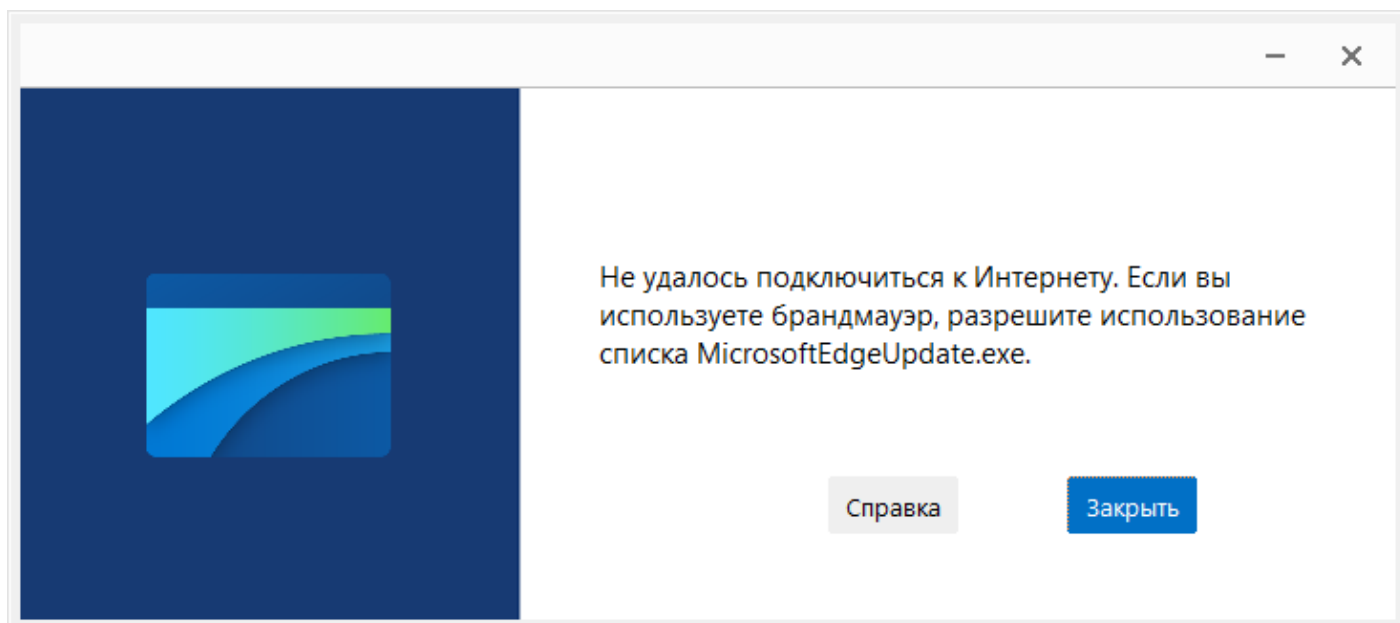 Не удалось подключиться к Интернету. Если вы
используете брандмауэр, разрешите использование
списка MicrosoftEdgeUpdate.exe.
Справка
Закрыть